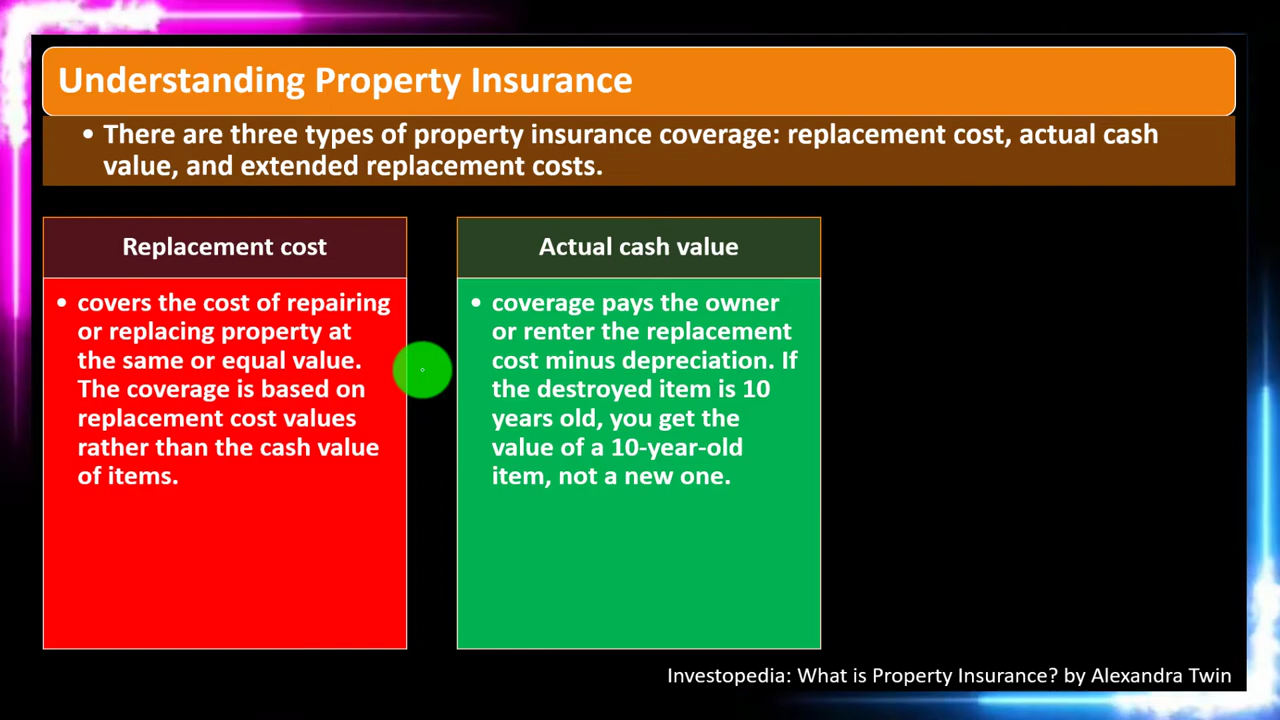 Understanding Property Insurance
• There are three types of property insurance coverage: replacement cost, actual cash
value, and extended replacement costs.
Replacement cost
• covers the cost of repairing
or replacing property at
the same or equal value.
The coverage is based on
replacement cost values
rather than the cash value
of items.
Actual cash value
• coverage pays the owner
or renter the replacement
cost minus depreciation. If
the destroyed item is 10
years old, you get the
value of a 10-year-old
item, not a new one.
Investopedia: What is Property Insurance? by Alexandra Twin